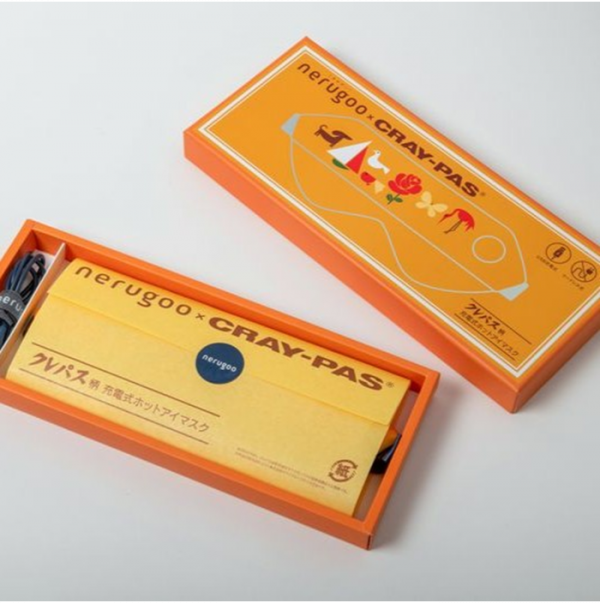 nerugoo × CRAY-PAS®
クレパス柄
充電式ホットアイマスク
nerugoo × CRAY-PAS®
nerugoo
クレパス柄 充電式ホットアイマスク
紙
neru